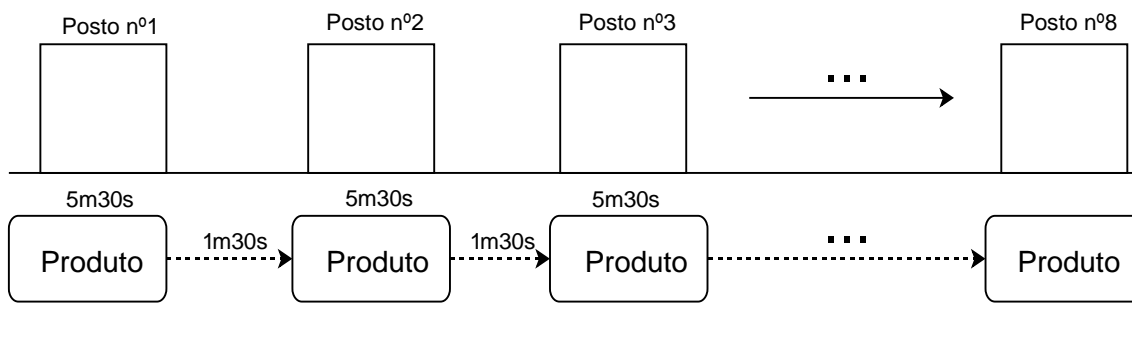 Posto nº1
Posto nº2
Posto nº3
Posto nº8
...
5m30s
5m30s
5m30s
Produto
1m30s
Produto
1m30s
Produto
...
Produto